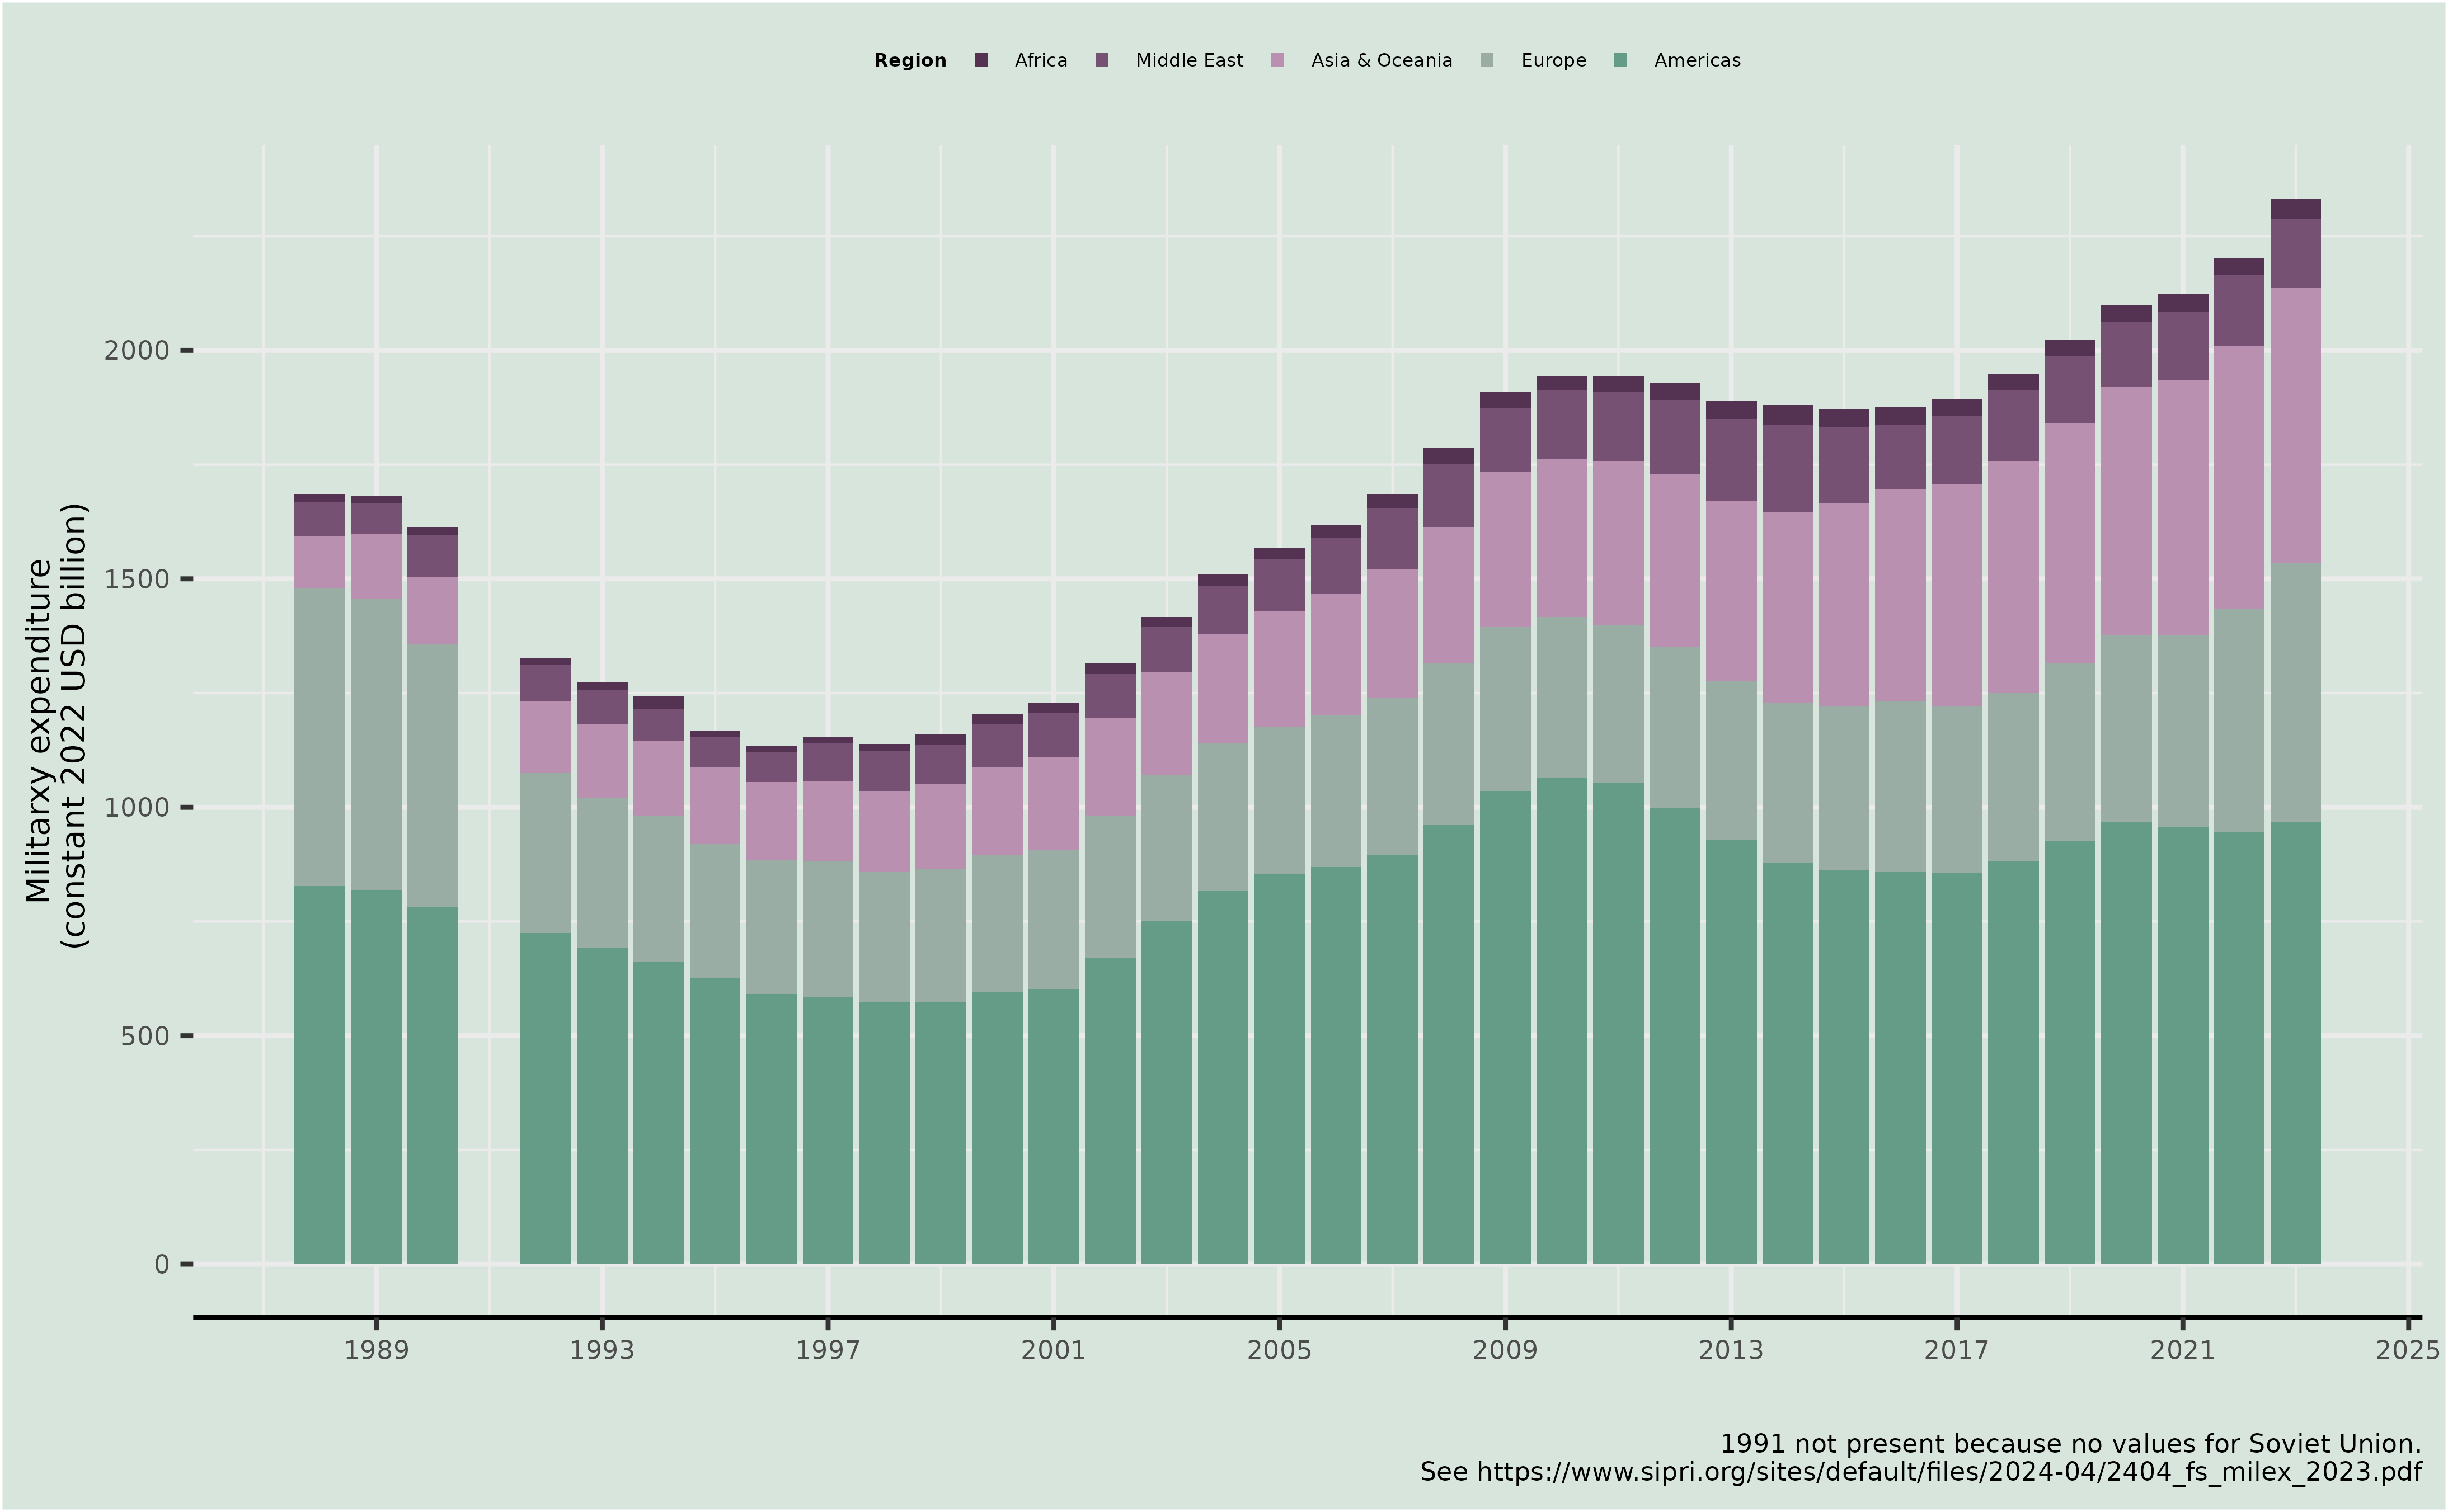 Region Africa Middle East Asia & Oceania Europe Americas
Militarxy expenditure
(constant 2022 USD billion)
2000
1500
1000
500
0
1989 1993 1997 2001 2005 2009 2013 2017 2021 2025
1991 not present because no values for Soviet Union.
See https://www.sipri.org/sites/default/files/2024-04/2404_fs_milex_2023.pdf